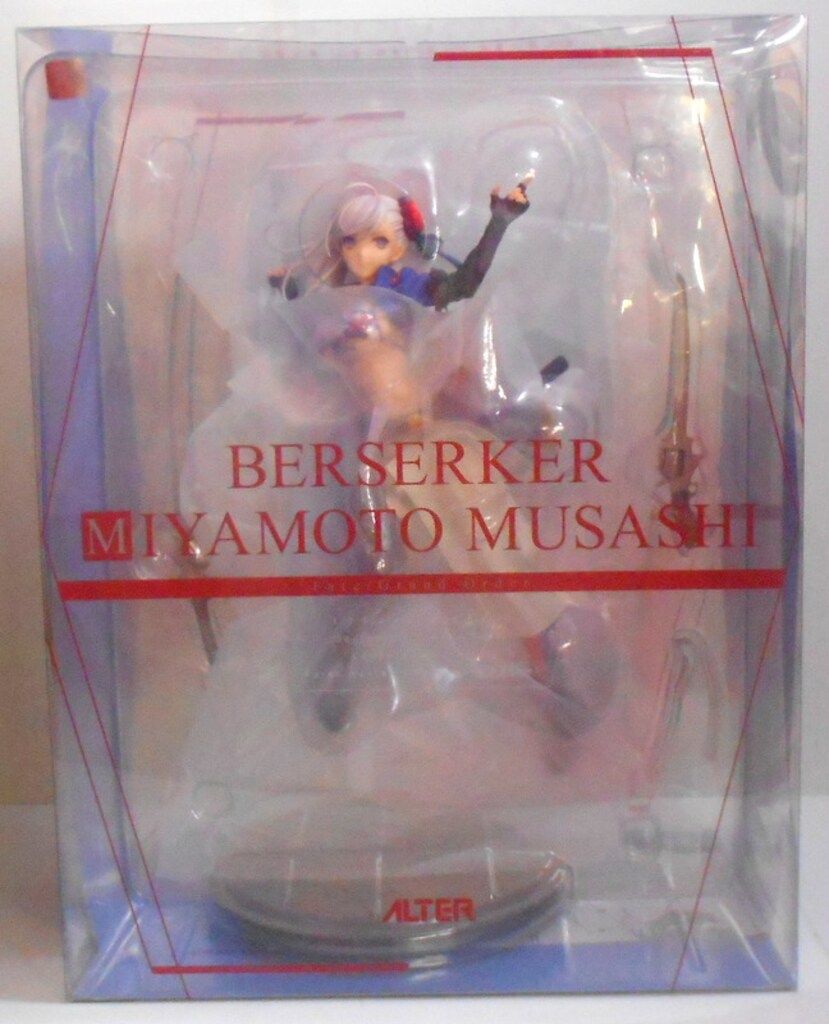 BERSERKER
MIYAMOTO MUSASHI
Fate/Grand Order
ALTER